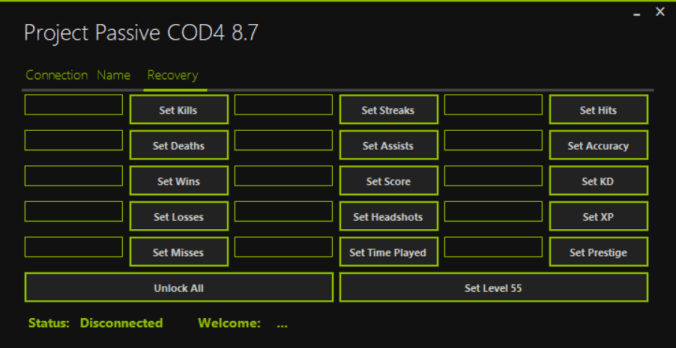 Project Passive COD4 8.7
Connection Name Recovery
Set Kills Set Streaks Set Hits
Set Deaths Set Assists Set Accuracy
Set Wins Set Score Set KD
Set Losses Set Headshots Set XP
Set Misses Set Time Played Set Prestige
Unlock All Set Level 55
Status: Disconnected Welcome: ...